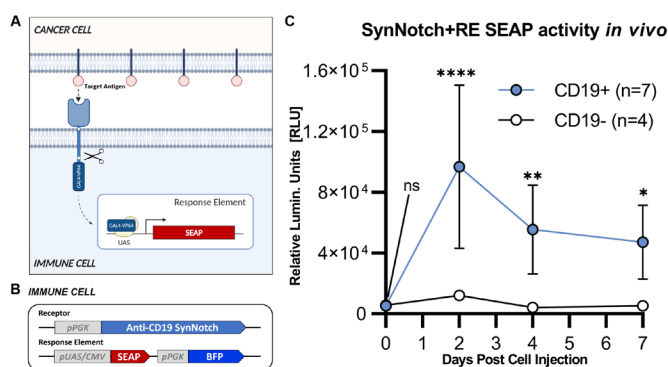 A
CANCER CELL
Target Antigen
GAL4-VP64
Response Element
GAL4-VP64
UAS
SEAP
IMMUNE CELL
B IMMUNE CELL
Receptor
pPGK Anti-CD19 SynNotch
Response Element
pUAS/CMV SEAP pPGK BFP
C
SynNotch+RE SEAP activity in vivo
Relative Lumin. Units [RLU]
1.6×10⁵
1.2×10⁵
8×10⁴
4×10⁴
0
ns
****
**
*
CD19+ (n=7)
CD19- (n=4)
0 1 2 3 4 5 6 7
Days Post Cell Injection